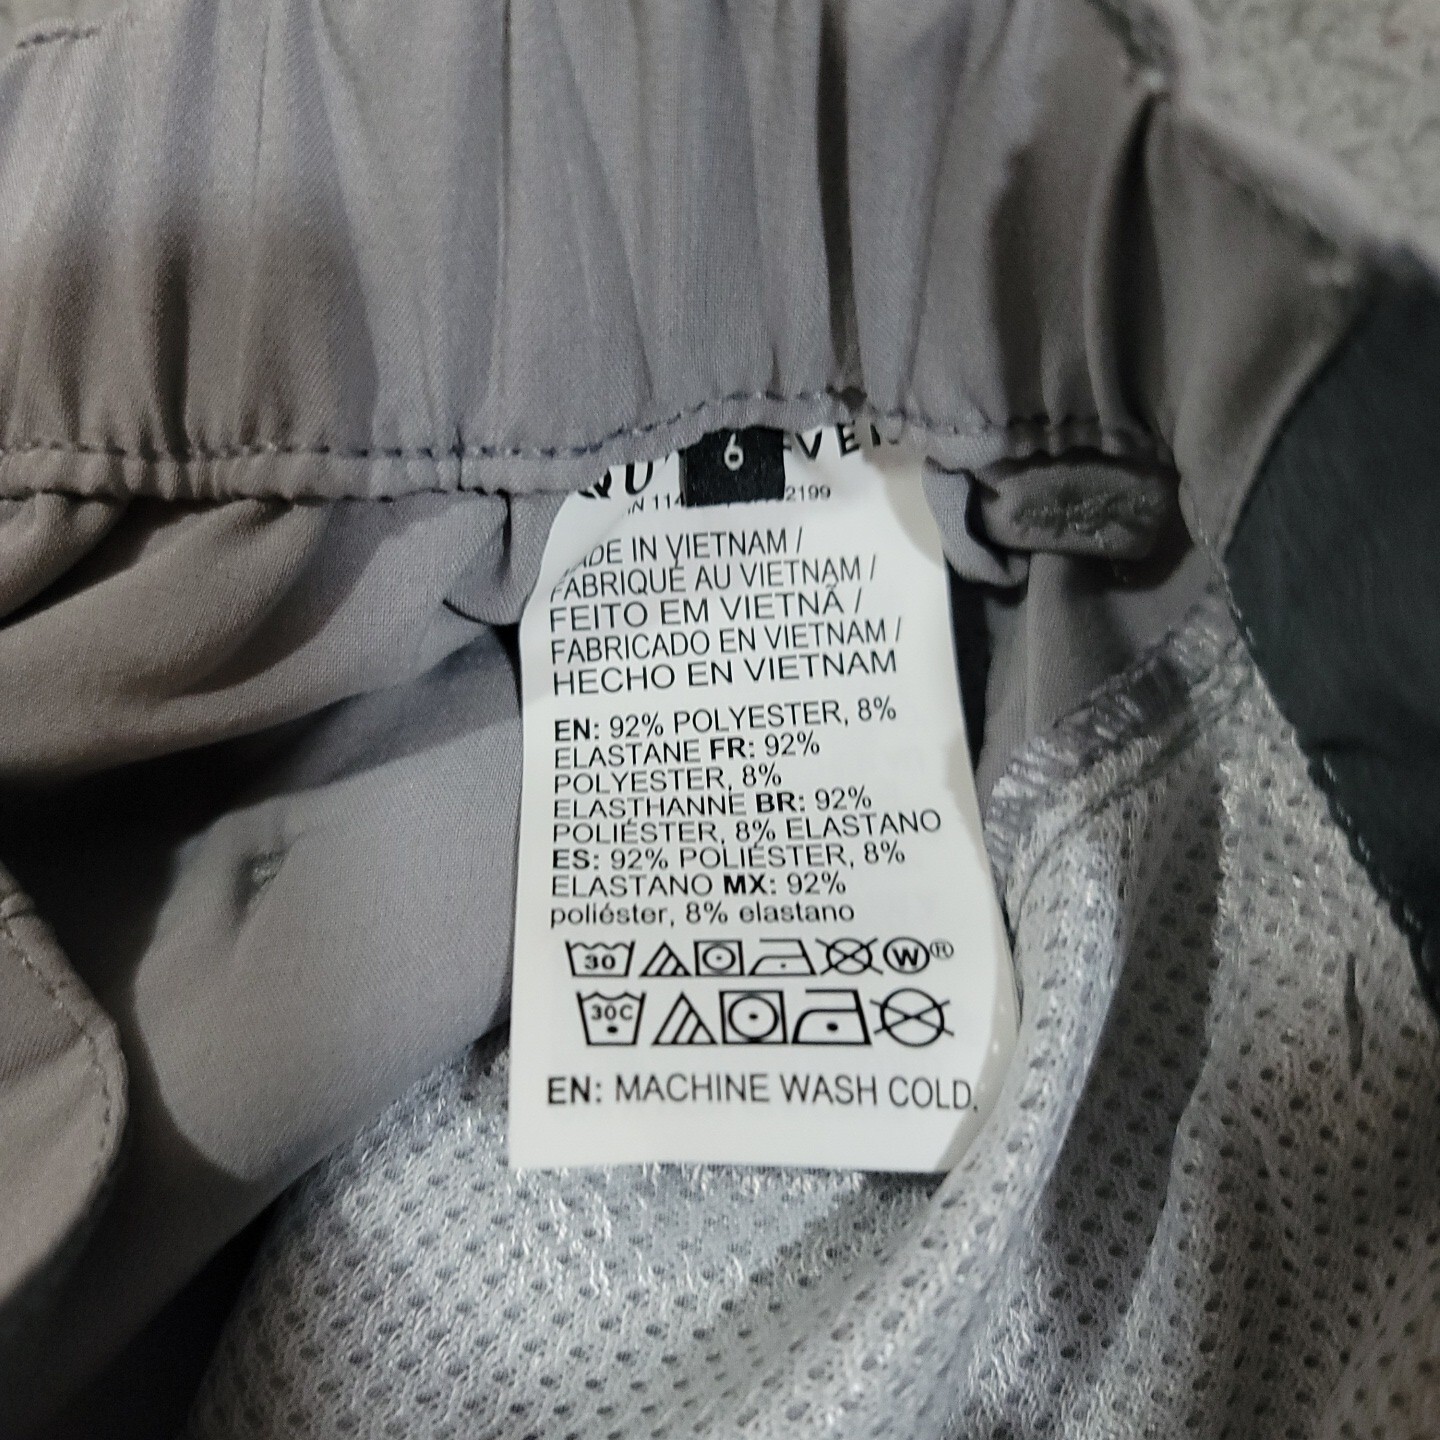 6
2199
MADE IN VIETNAM /
FABRIQUÉ AU VIETNAM /
FEITO EM VIETNÃ /
FABRICADO EN VIETNAM /
HECHO EN VIETNAM
EN: 92% POLYESTER, 8%
ELASTANE FR: 92%
POLYESTER, 8%
ELASTHANNE BR: 92%
POLIÉSTER, 8% ELASTANO
ES: 92% POLIÉSTER, 8%
ELASTANO MX: 92%
poliéster, 8% elastano
30 W®
30C
EN: MACHINE WASH COLD.